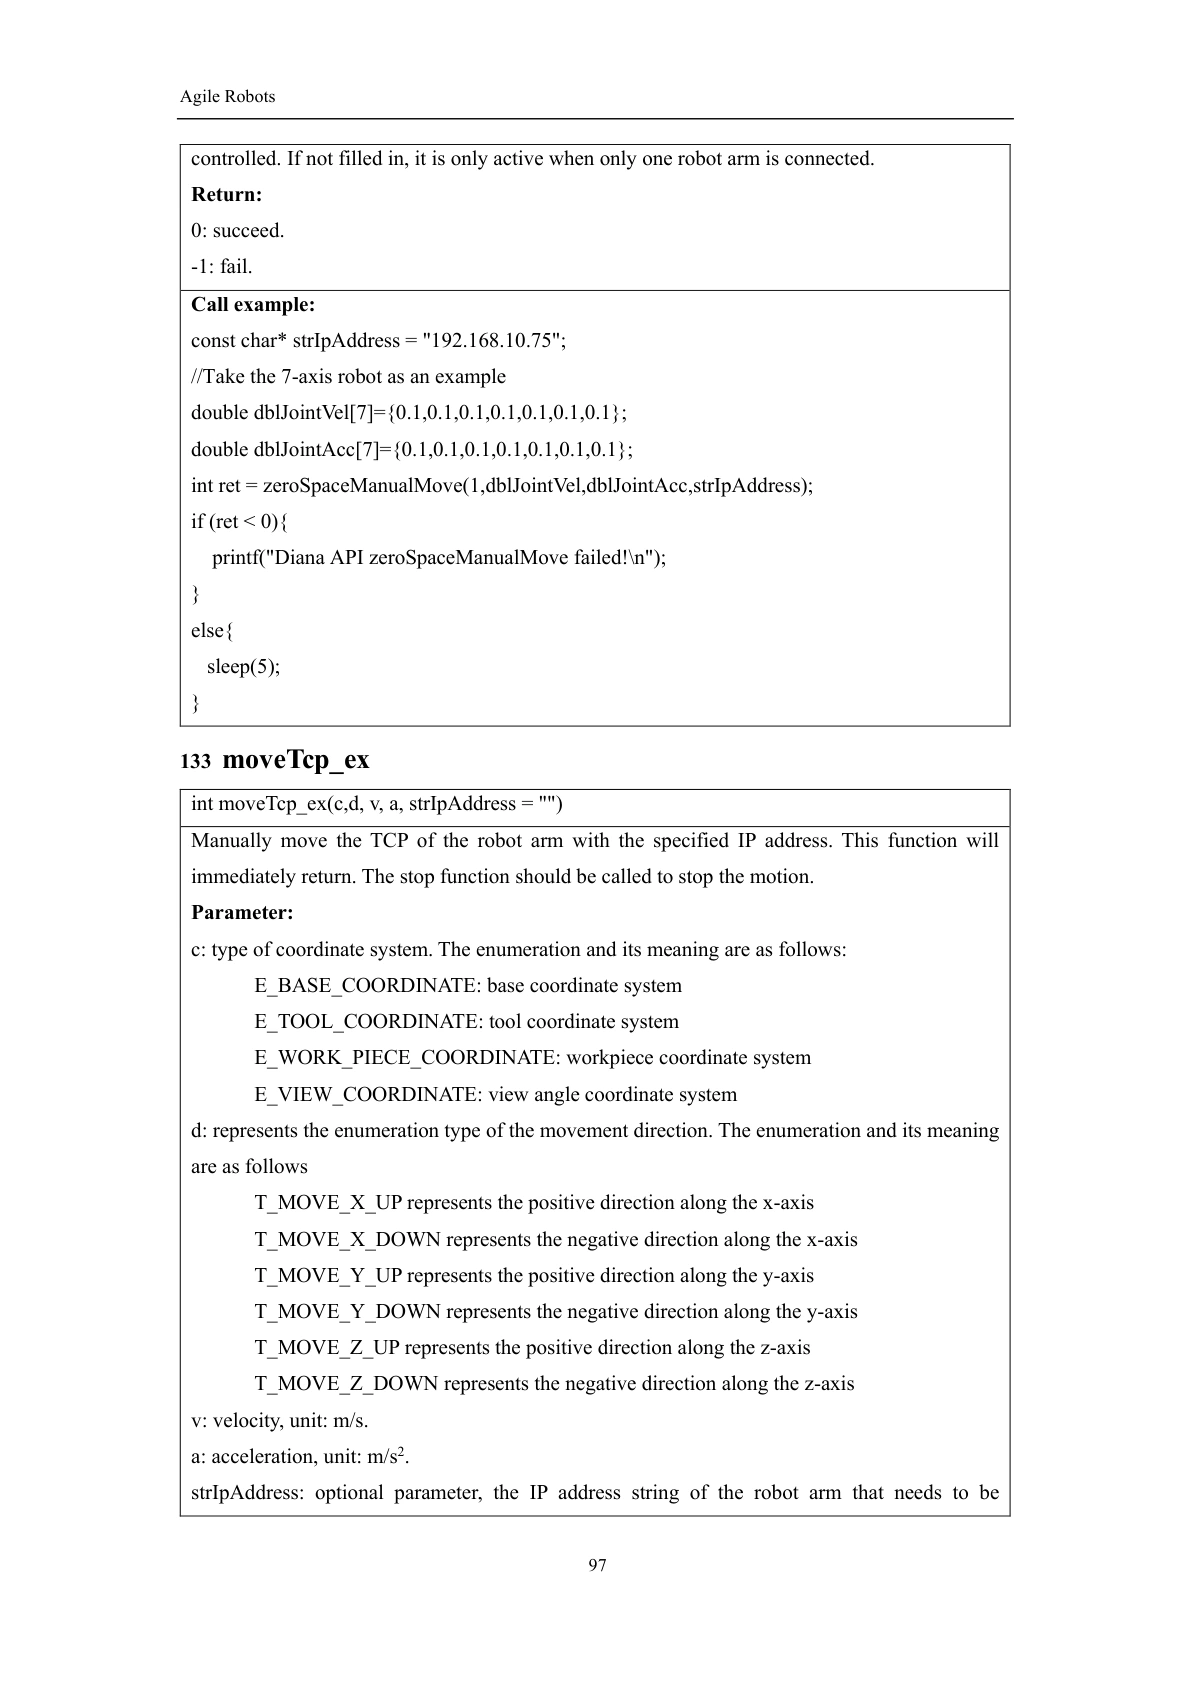 Agile Robots
controlled. If not filled in, it is only active when only one robot arm is connected.
Return:
0: succeed.
-1: fail.
Call example:
const char* strIpAddress = "192.168.10.75";
//Take the 7-axis robot as an example
double dblJointVel[7]={0.1,0.1,0.1,0.1,0.1,0.1,0.1};
double dblJointAcc[7]={0.1,0.1,0.1,0.1,0.1,0.1,0.1};
int ret = zeroSpaceManualMove(1,dblJointVel,dblJointAcc,strIpAddress);
if (ret < 0){
printf("Diana API zeroSpaceManualMove failed!\n");
}
else{
sleep(5);
}
133 moveTcp_ex
int moveTcp_ex(c,d, v, a, strIpAddress = "")
Manually move the TCP of the robot arm with the specified IP address. This function will
immediately return. The stop function should be called to stop the motion.
Parameter:
c: type of coordinate system. The enumeration and its meaning are as follows:
E_BASE_COORDINATE: base coordinate system
E_TOOL_COORDINATE: tool coordinate system
E_WORK_PIECE_COORDINATE: workpiece coordinate system
E_VIEW_COORDINATE: view angle coordinate system
d: represents the enumeration type of the movement direction. The enumeration and its meaning
are as follows
T_MOVE_X_UP represents the positive direction along the x-axis
T_MOVE_X_DOWN represents the negative direction along the x-axis
T_MOVE_Y_UP represents the positive direction along the y-axis
T_MOVE_Y_DOWN represents the negative direction along the y-axis
T_MOVE_Z_UP represents the positive direction along the z-axis
T_MOVE_Z_DOWN represents the negative direction along the z-axis
v: velocity, unit: m/s.
a: acceleration, unit: m/s².
strIpAddress: optional parameter, the IP address string of the robot arm that needs to be
97